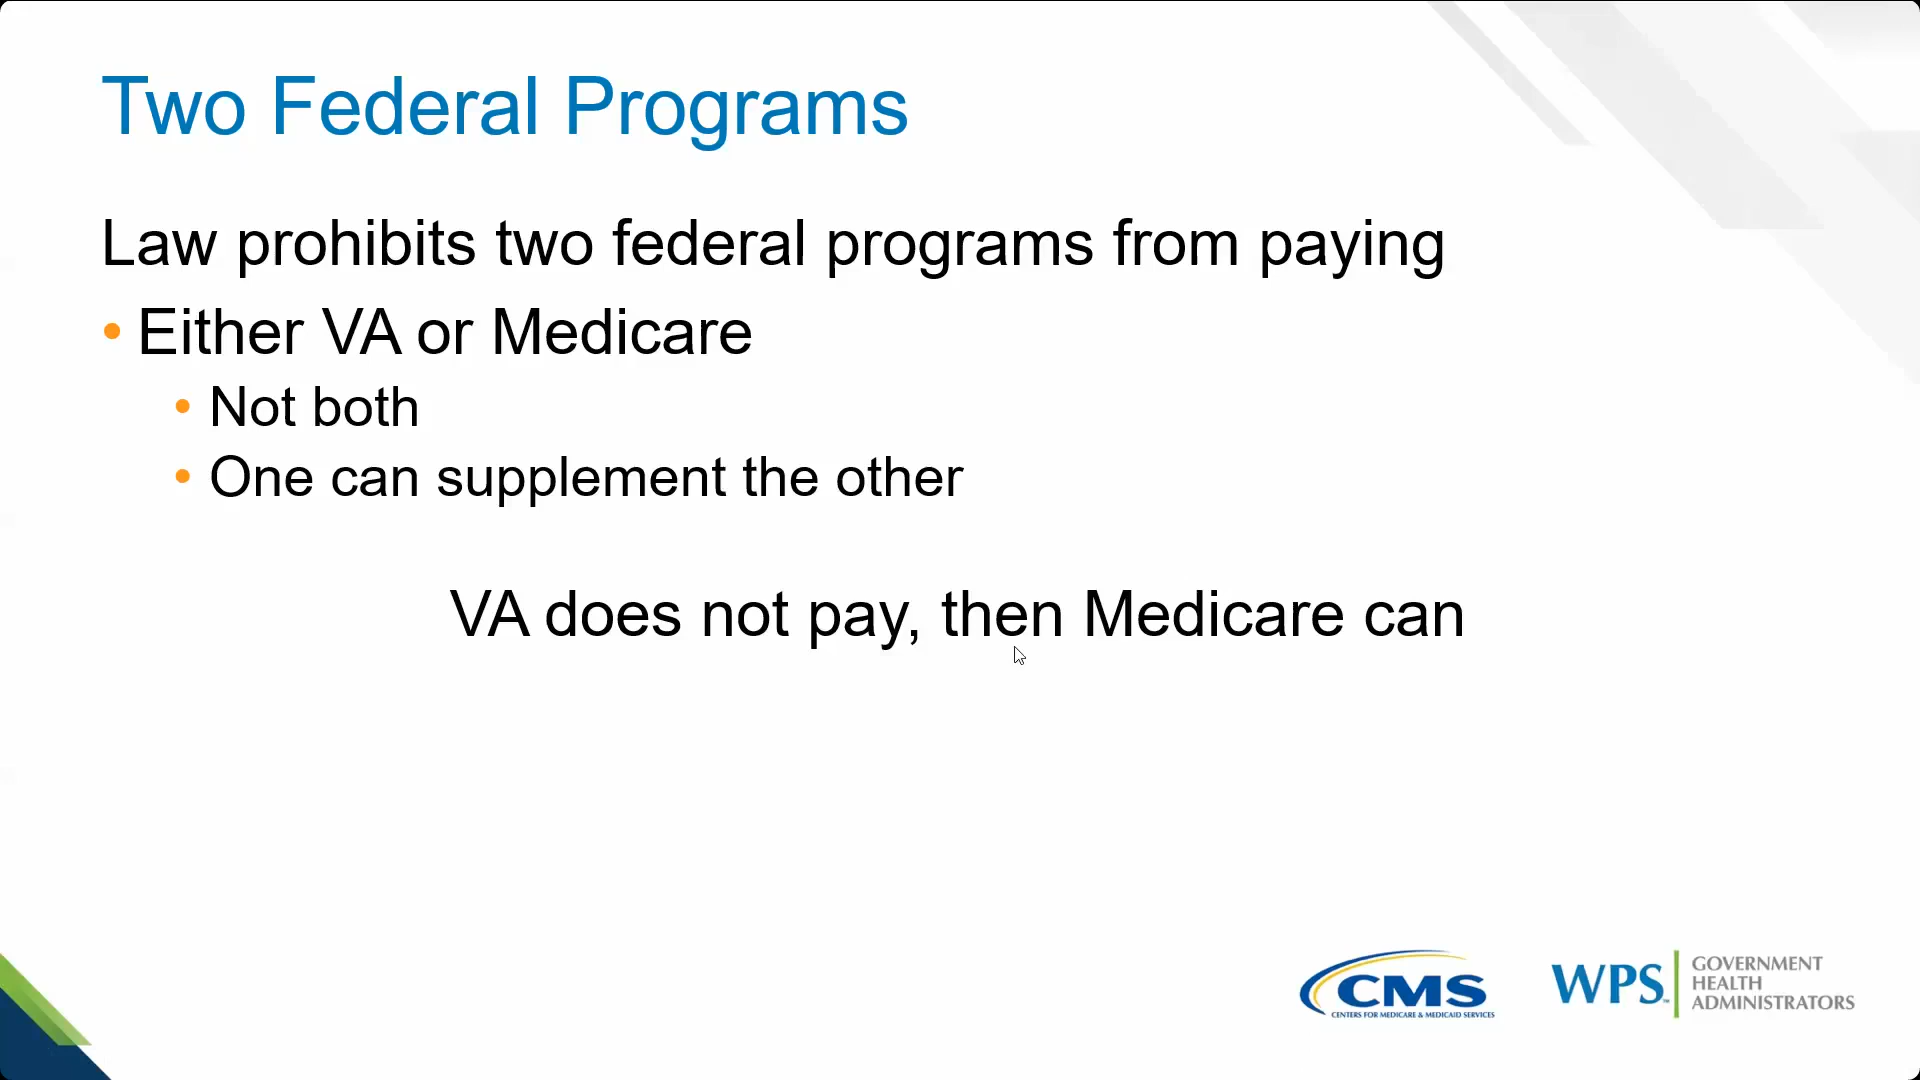 Two Federal Programs
Law prohibits two federal programs from paying
• Either VA or Medicare
• Not both
• One can supplement the other
VA does not pay, then Medicare can
CMS
CENTERS FOR MEDICARE & MEDICAID SERVICES
WPS
GOVERNMENT
HEALTH
ADMINISTRATORS